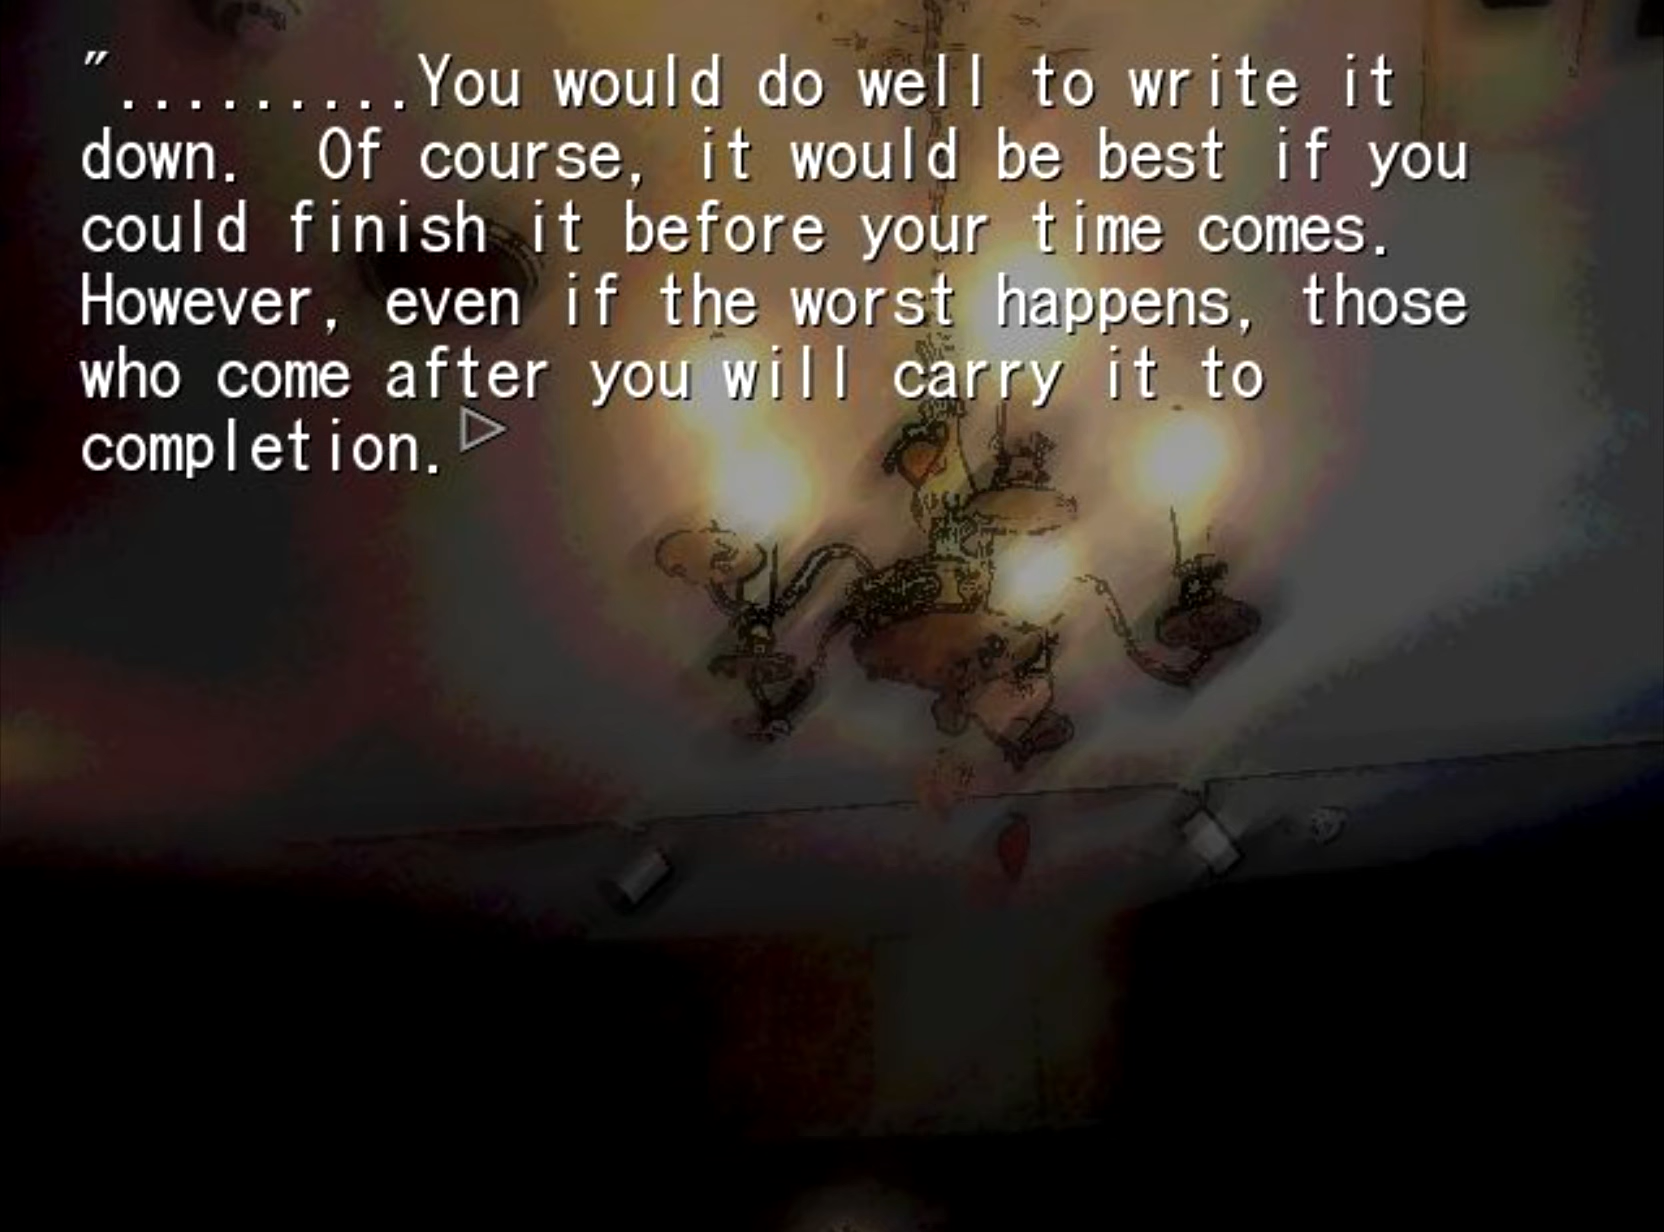 ".........You would do well to write it
down.  Of course, it would be best if you
could finish it before your time comes.
However, even if the worst happens, those
who come after you will carry it to
completion.